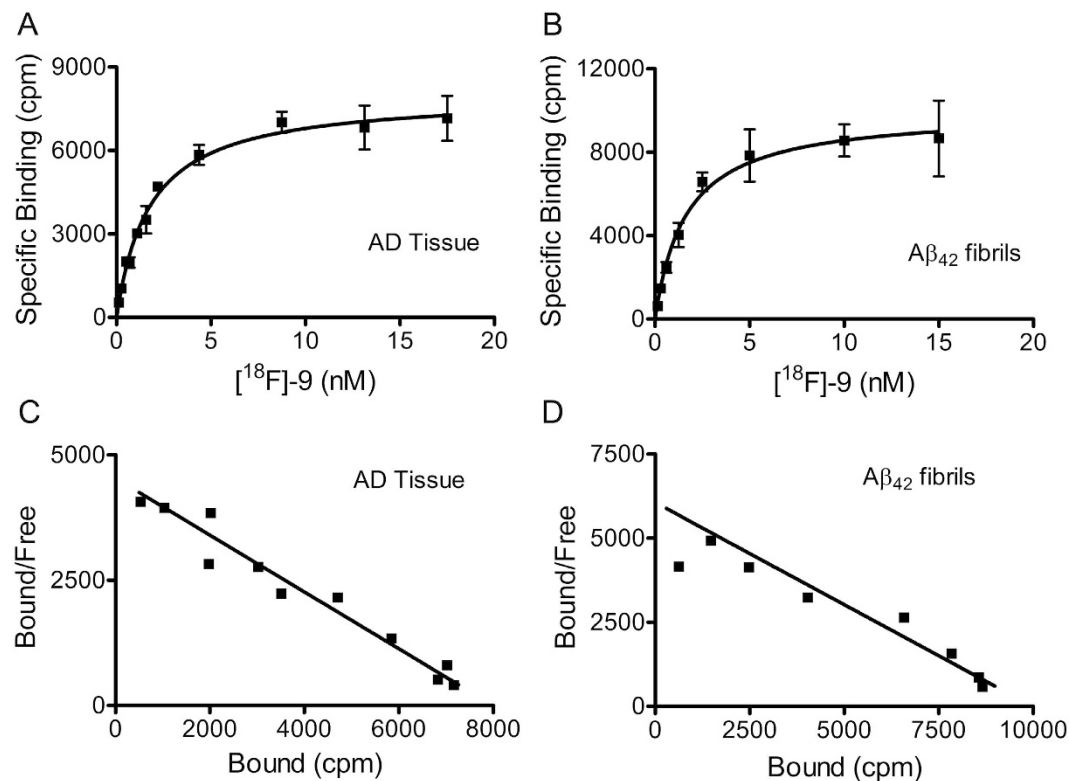 A
Specific Binding (cpm)
9000
6000
3000
0
AD Tissue
0 5 10 15 20
[¹⁸F]-9 (nM)
B
Specific Binding (cpm)
12000
8000
4000
0
Aβ₄₂ fibrils
0 5 10 15 20
[¹⁸F]-9 (nM)
C
Bound/Free
5000
2500
0
AD Tissue
0 2000 4000 6000 8000
Bound (cpm)
D
Bound/Free
7500
5000
2500
0
Aβ₄₂ fibrils
0 2500 5000 7500 10000
Bound (cpm)